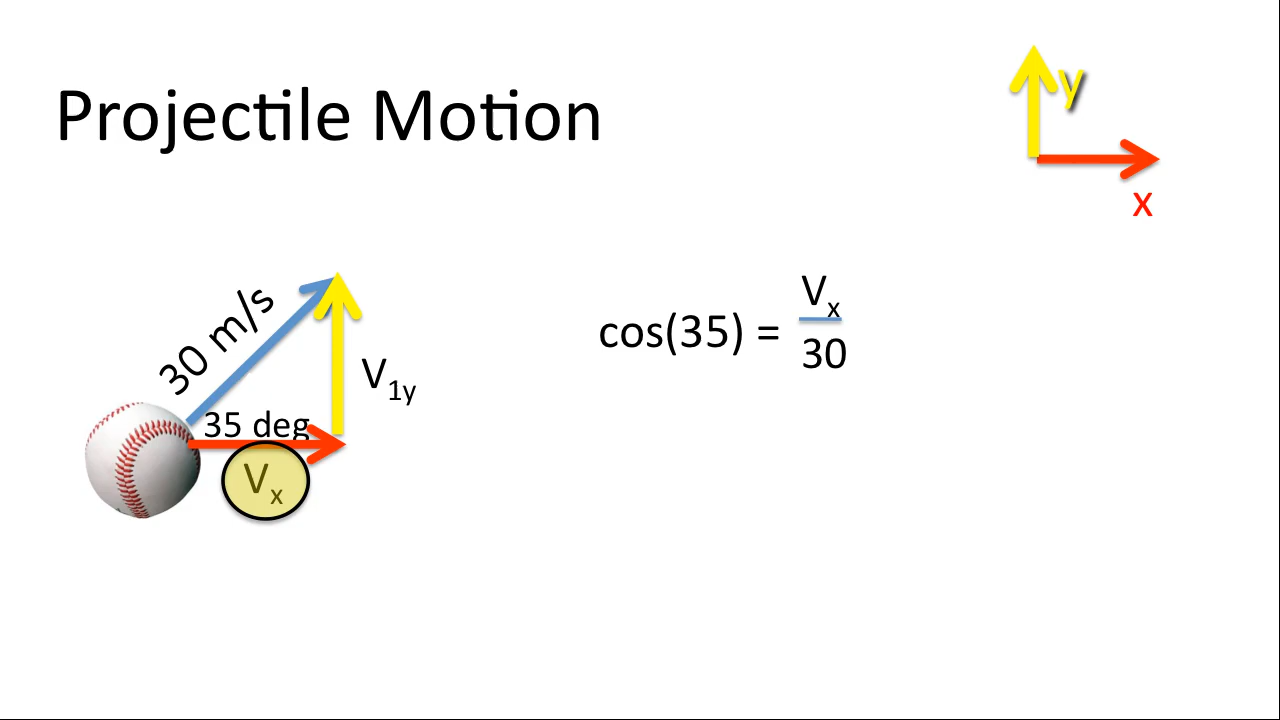 Projectile Motion
y
x
30 m/s
V1y
35 deg
Vx
cos(35) = Vx
30